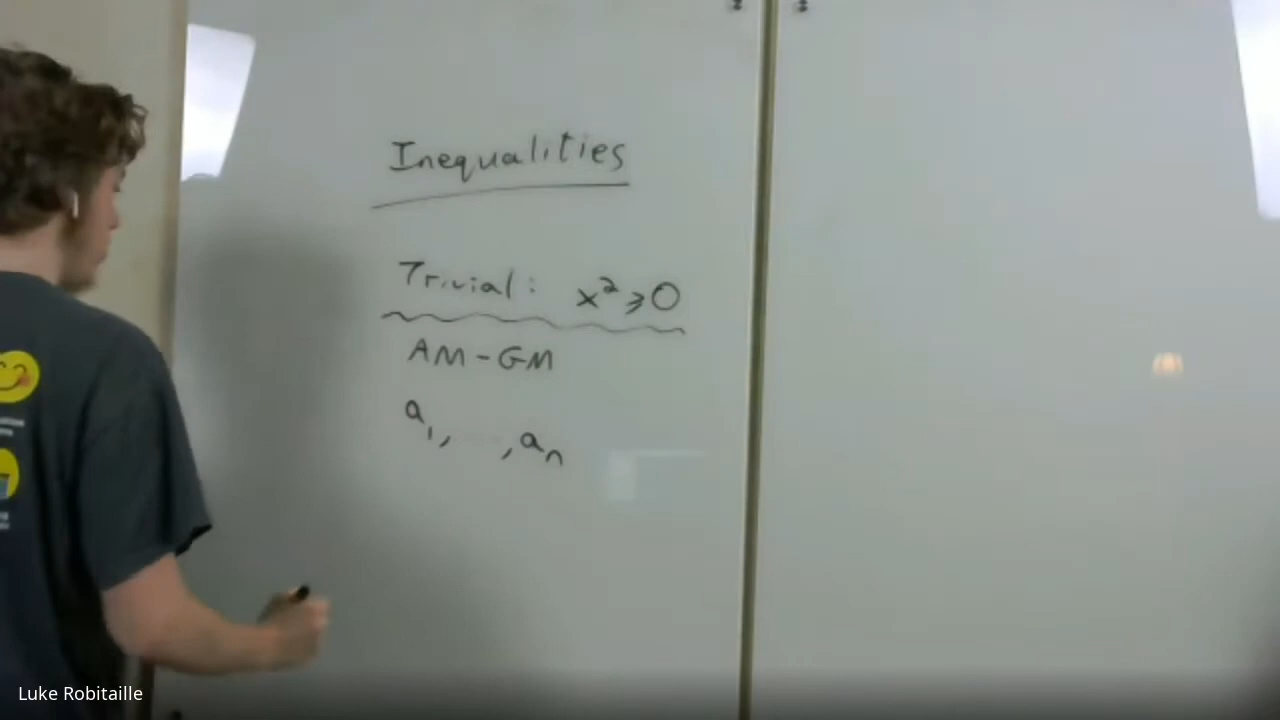 Inequalities
Trivial: x² ⩾ 0
AM-GM
a₁, , aₙ
Luke Robitaille